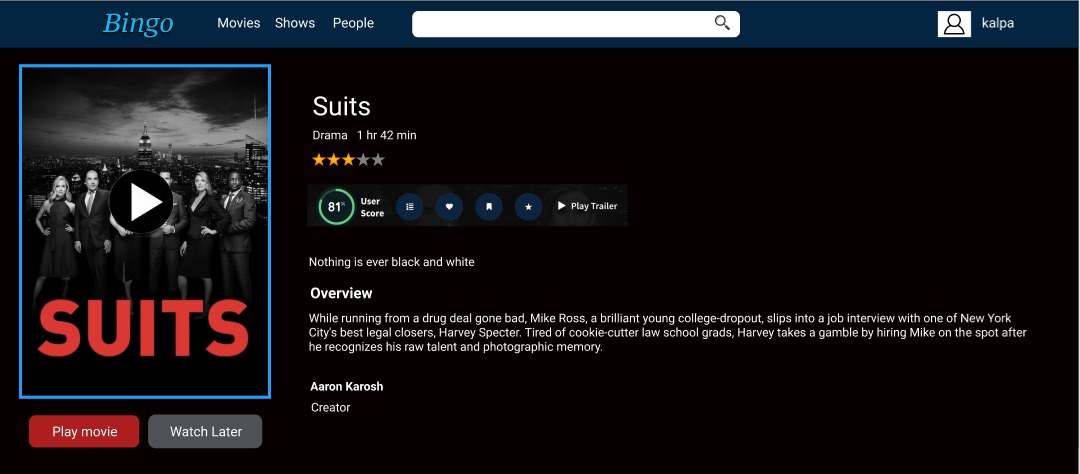 Bingo Movies Shows People kalpa
Suits
Drama 1 hr 42 min
81% User Score Play Trailer
Nothing is ever black and white
Overview
While running from a drug deal gone bad, Mike Ross, a brilliant young college-dropout, slips into a job interview with one of New York
City's best legal closers, Harvey Specter. Tired of cookie-cutter law school grads, Harvey takes a gamble by hiring Mike on the spot after
he recognizes his raw talent and photographic memory.
Aaron Karosh
Creator
SUITS
Play movie Watch Later